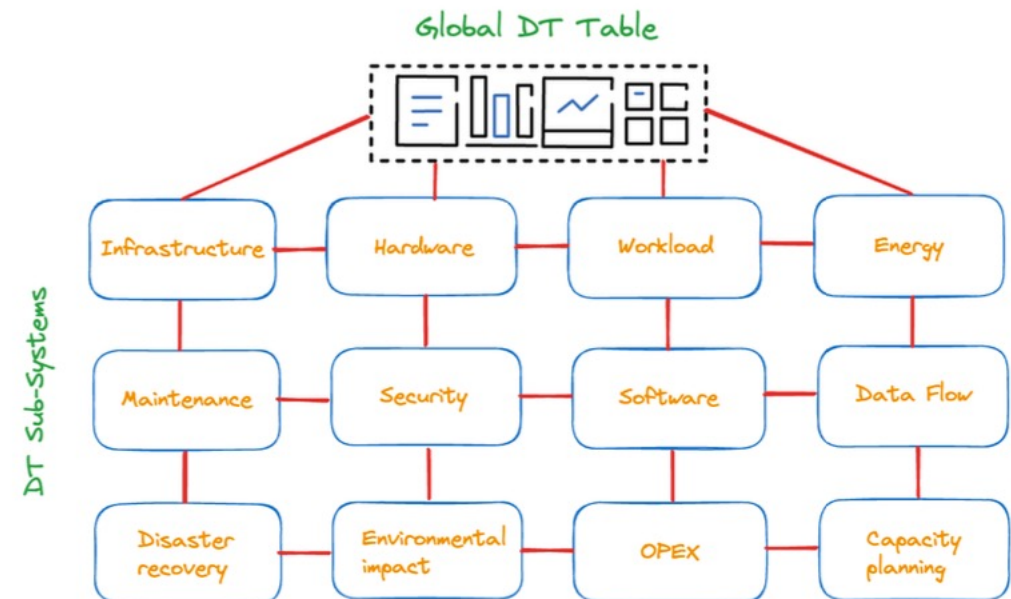 Global DT Table
Infrastructure
Hardware
Workload
Energy
DT Sub-Systems
Maintenance
Security
Software
Data Flow
Disaster
recovery
Environmental
impact
OPEX
Capacity
planning